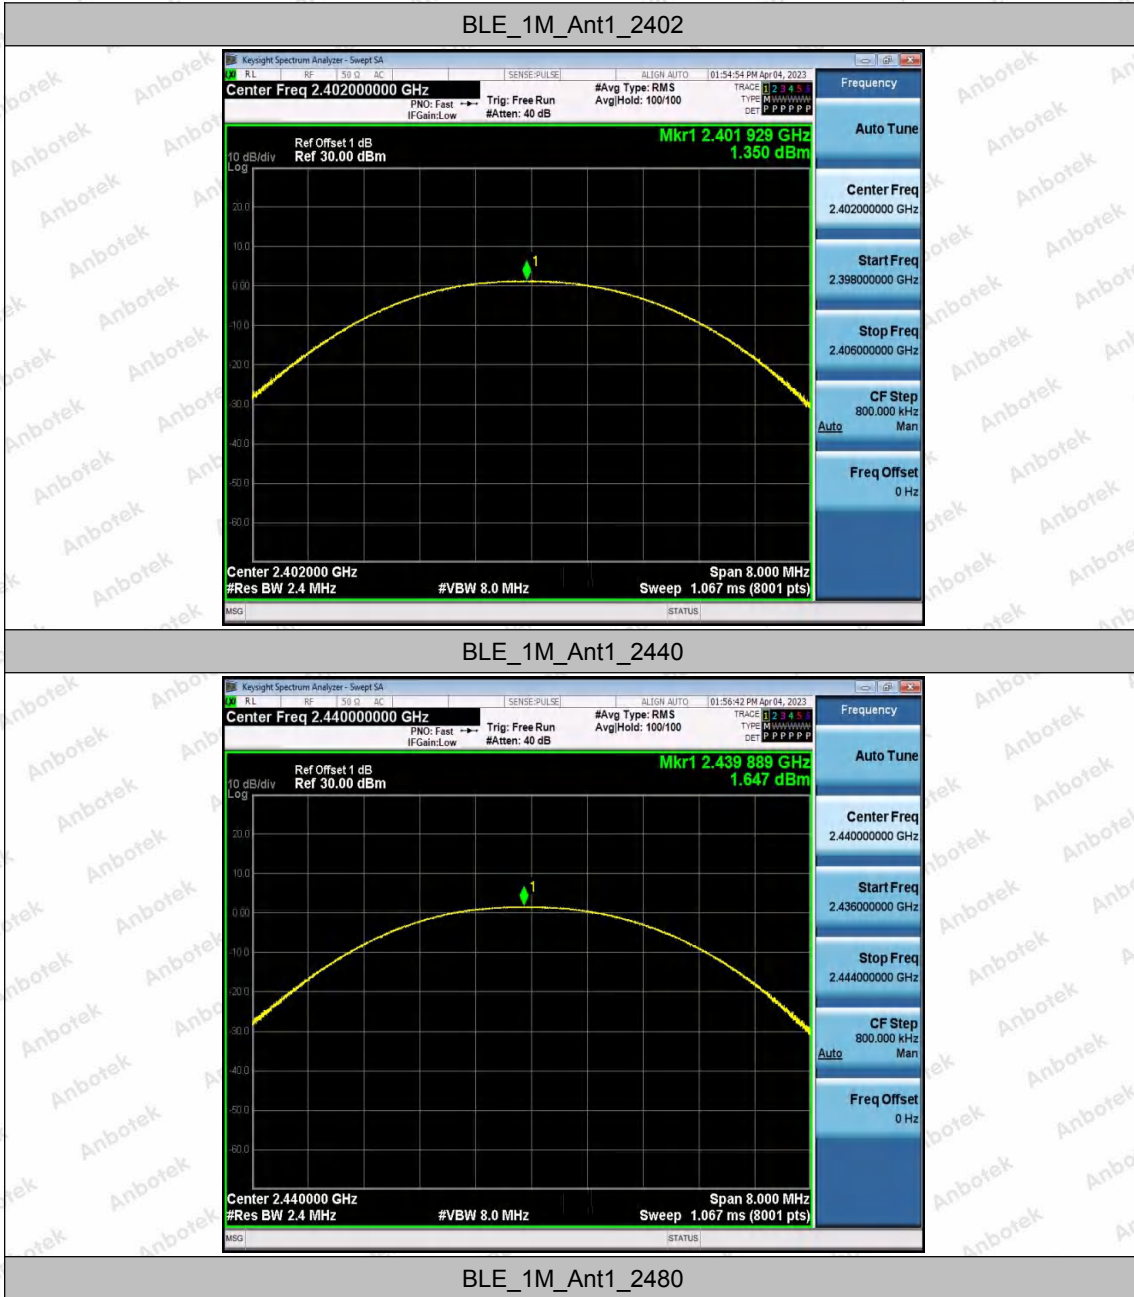 BLE_1M_Ant1_2402
Keysight Spectrum Analyzer - Swept SA
RL RF 50 Ω AC SENSE:PULSE ALIGN AUTO 01:54:54 PM Apr 04, 2023
Center Freq 2.402000000 GHz
PNO: Fast
IFGain:Low
Trig: Free Run
#Atten: 40 dB
#Avg Type: RMS
Avg|Hold: 100/100
TRACE 1 2 3 4 5 6
TYPE M WWWWW
DET P P P P P P
Frequency
Mkr1 2.401 929 GHz
1.350 dBm
Ref Offset 1 dB
10 dB/div Ref 30.00 dBm
Log
20.0
10.0
0.00
-10.0
-20.0
-30.0
-40.0
-50.0
-60.0
1
Center 2.402000 GHz Span 8.000 MHz
#Res BW 2.4 MHz #VBW 8.0 MHz Sweep 1.067 ms (8001 pts)
MSG STATUS
Auto Tune
Center Freq
2.402000000 GHz
Start Freq
2.398000000 GHz
Stop Freq
2.406000000 GHz
CF Step
800.000 kHz
Auto Man
Freq Offset
0 Hz
BLE_1M_Ant1_2440
Keysight Spectrum Analyzer - Swept SA
RL RF 50 Ω AC SENSE:PULSE ALIGN AUTO 01:56:42 PM Apr 04, 2023
Center Freq 2.440000000 GHz
PNO: Fast
IFGain:Low
Trig: Free Run
#Atten: 40 dB
#Avg Type: RMS
Avg|Hold: 100/100
TRACE 1 2 3 4 5 6
TYPE M WWWWW
DET P P P P P P
Frequency
Mkr1 2.439 889 GHz
1.647 dBm
Ref Offset 1 dB
10 dB/div Ref 30.00 dBm
Log
20.0
10.0
0.00
-10.0
-20.0
-30.0
-40.0
-50.0
-60.0
1
Center 2.440000 GHz Span 8.000 MHz
#Res BW 2.4 MHz #VBW 8.0 MHz Sweep 1.067 ms (8001 pts)
MSG STATUS
Auto Tune
Center Freq
2.440000000 GHz
Start Freq
2.436000000 GHz
Stop Freq
2.444000000 GHz
CF Step
800.000 kHz
Auto Man
Freq Offset
0 Hz
BLE_1M_Ant1_2480
Anbotek